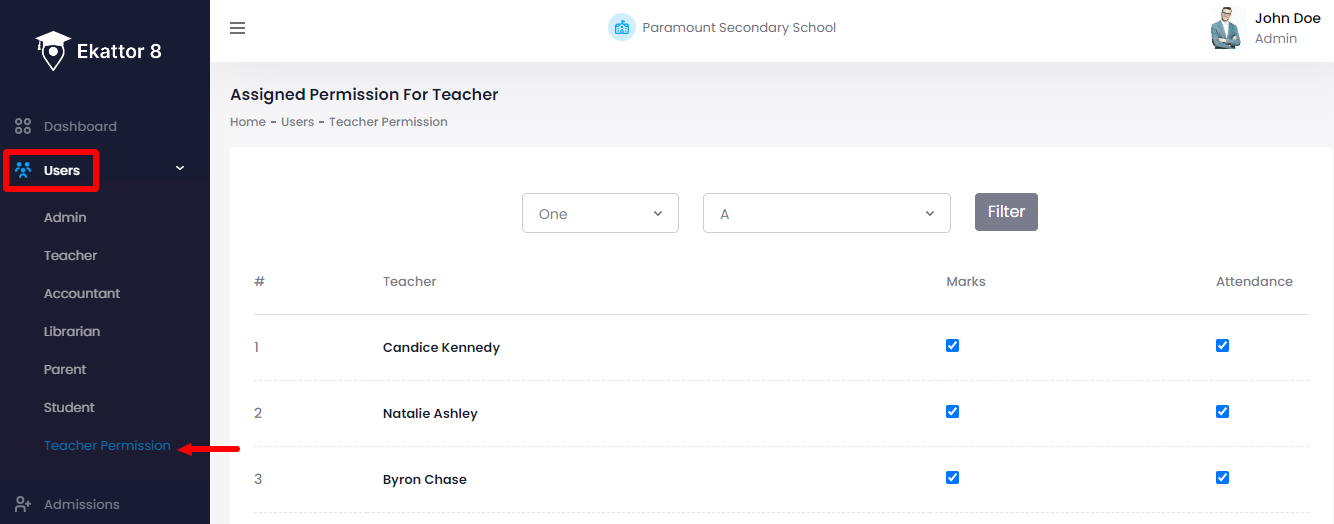 Ekattor 8
Dashboard
Users
Admin
Teacher
Accountant
Librarian
Parent
Student
Teacher Permission
Admissions
Paramount Secondary School
John Doe
Admin
Assigned Permission For Teacher
Home - Users - Teacher Permission
One A Filter
# Teacher Marks Attendance
1 Candice Kennedy
2 Natalie Ashley
3 Byron Chase